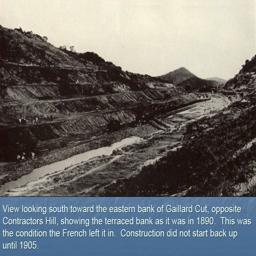 View looking south toward the eastern bank of Gaillard Cut, opposite
Contractors Hill, showing the terraced bank as it was in 1890.  This was
the condition the French left it in.  Construction did not start back up
until 1905.